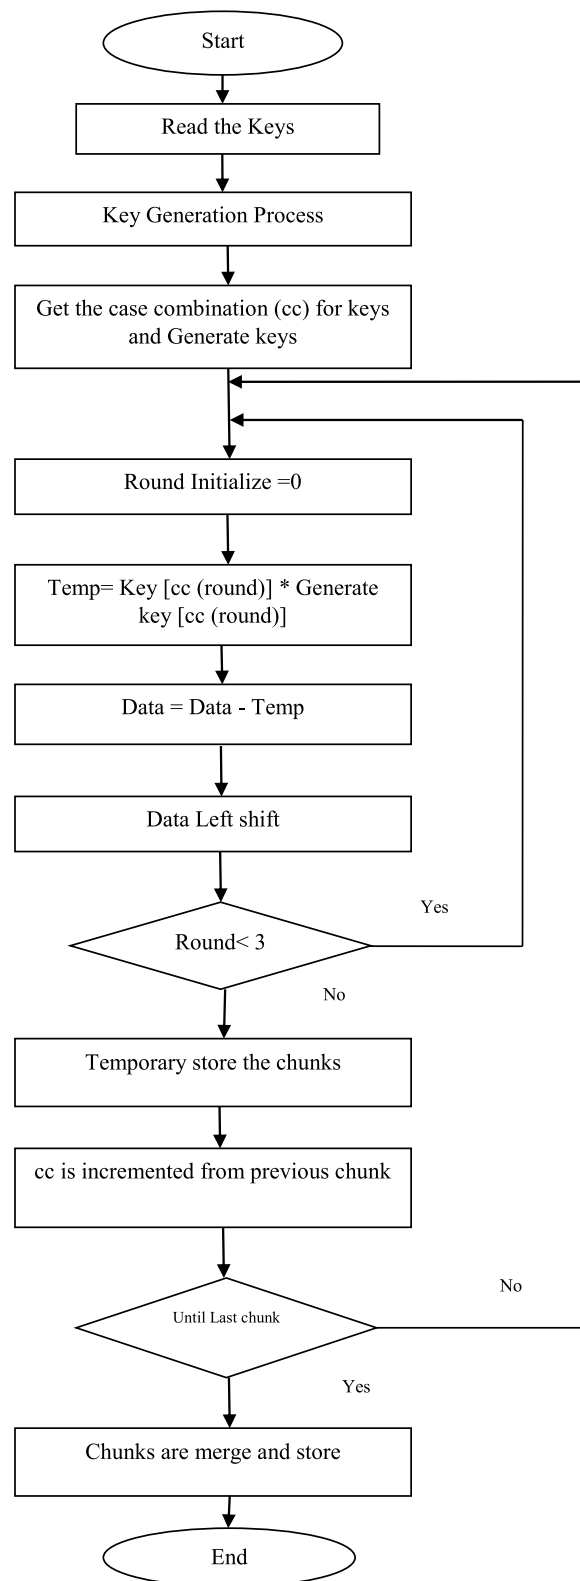 Start
Read the Keys
Key Generation Process
Get the case combination (cc) for keys
and Generate keys
Round Initialize =0
Temp= Key [cc (round)] * Generate
key [cc (round)]
Data = Data - Temp
Data Left shift
Yes
Round< 3
No
Temporary store the chunks
cc is incremented from previous chunk
No
Until Last chunk
Yes
Chunks are merge and store
End